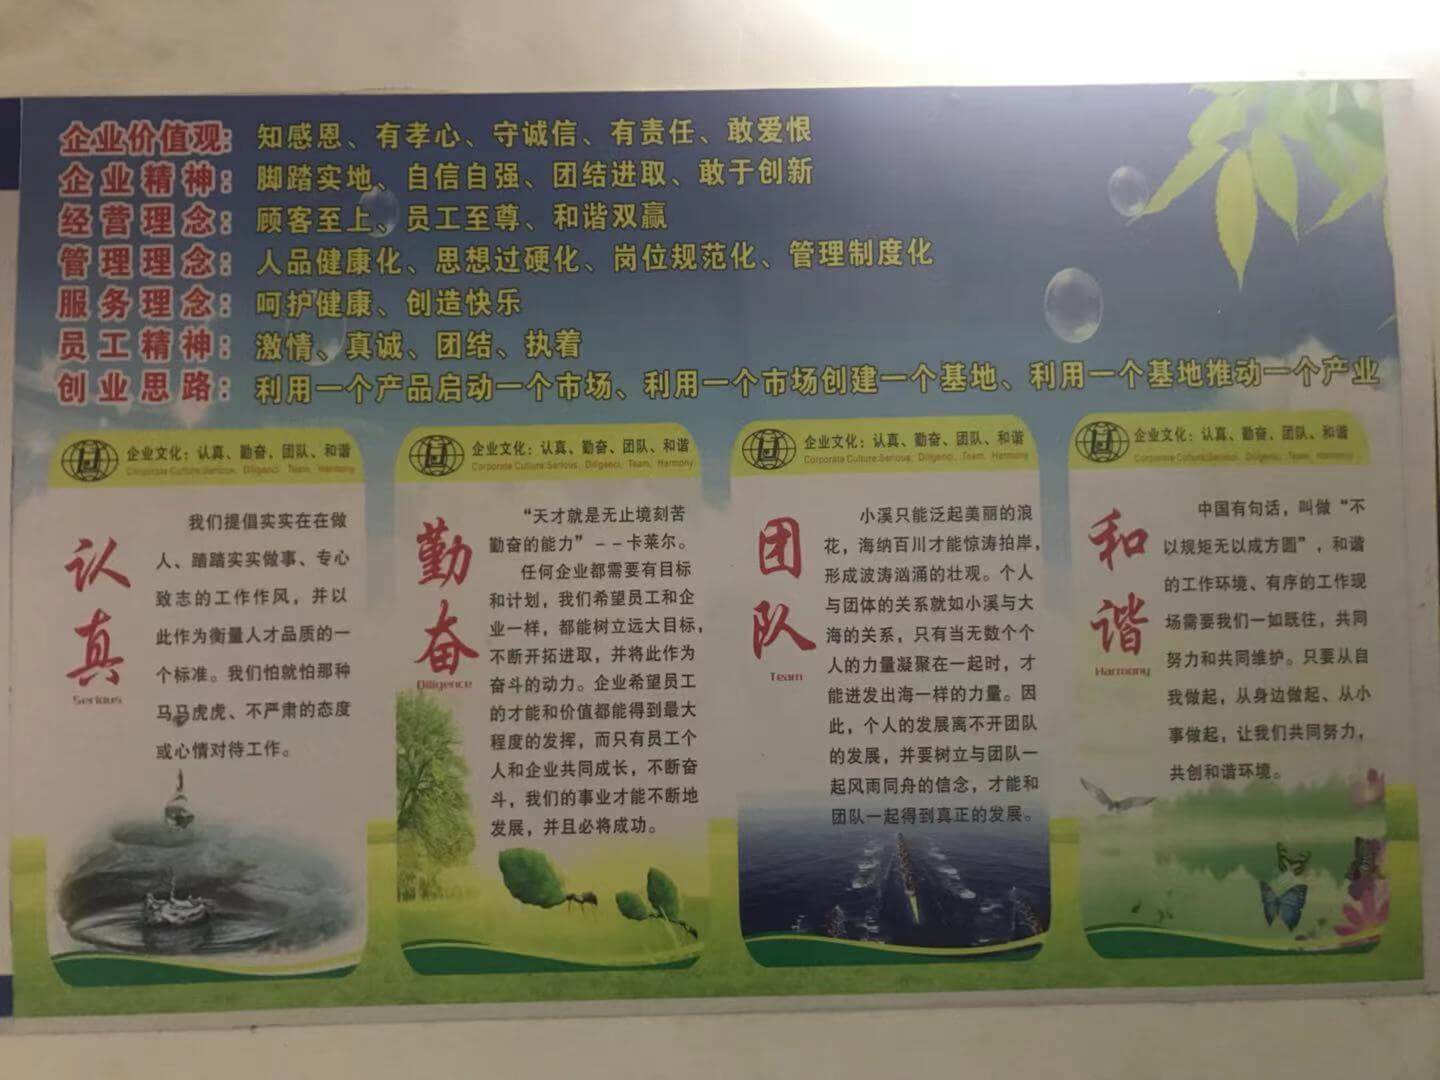 企业价值观：知感恩、有孝心、守诚信、有责任、敢爱恨
企业精神：脚踏实地、自信自强、团结进取、敢于创新
经营理念：顾客至上、员工至尊、和谐双赢
管理理念：人品健康化、思想过硬化、岗位规范化、管理制度化
服务理念：呵护健康、创造快乐
员工精神：激情、真诚、团结、执着
创业思路：利用一个产品启动一个市场、利用一个市场创建一个基地、利用一个基地推动一个产业
企业文化：认真、勤奋、团队、和谐
Corporate Culture:Serious, Diligenci, Team, Harmony
认真
Serious
我们提倡实实在在做
人、踏踏实实做事、专心
致志的工作作风，并以
此作为衡量人才品质的一
个标准。我们怕就怕那种
马马虎虎、不严肃的态度
或心情对待工作。
企业文化：认真、勤奋、团队、和谐
Corporate Culture:Serious, Diligenci, Team, Harmony
勤奋
Diligence
“天才就是无止境刻苦
勤奋的能力”－－卡莱尔。
任何企业都需要有目标
和计划，我们希望员工和企
业一样，都能树立远大目标，
不断开拓进取，并将此作为
奋斗的动力。企业希望员工
的才能和价值都能得到最大
程度的发挥，而只有员工个
人和企业共同成长，不断奋
斗，我们的事业才能不断地
发展，并且必将成功。
企业文化：认真、勤奋、团队、和谐
Corporate Culture:Serious, Diligenci, Team, Harmony
团队
Team
小溪只能泛起美丽的浪
花，海纳百川才能惊涛拍岸，
形成波涛汹涌的壮观。个人
与团体的关系就如小溪与大
海的关系，只有当无数个个
人的力量凝聚在一起时，才
能迸发出海一样的力量。因
此，个人的发展离不开团队
的发展，并要树立与团队一
起风雨同舟的信念，才能和
团队一起得到真正的发展。
企业文化：认真、勤奋、团队、和谐
Corporate Culture:Serious, Diligenci, Team, Harmony
和谐
Harmony
中国有句话，叫做“不
以规矩无以成方圆”，和谐
的工作环境、有序的工作现
场需要我们一如既往，共同
努力和共同维护。只要从自
我做起，从身边做起、从小
事做起，让我们共同努力，
共创和谐环境。